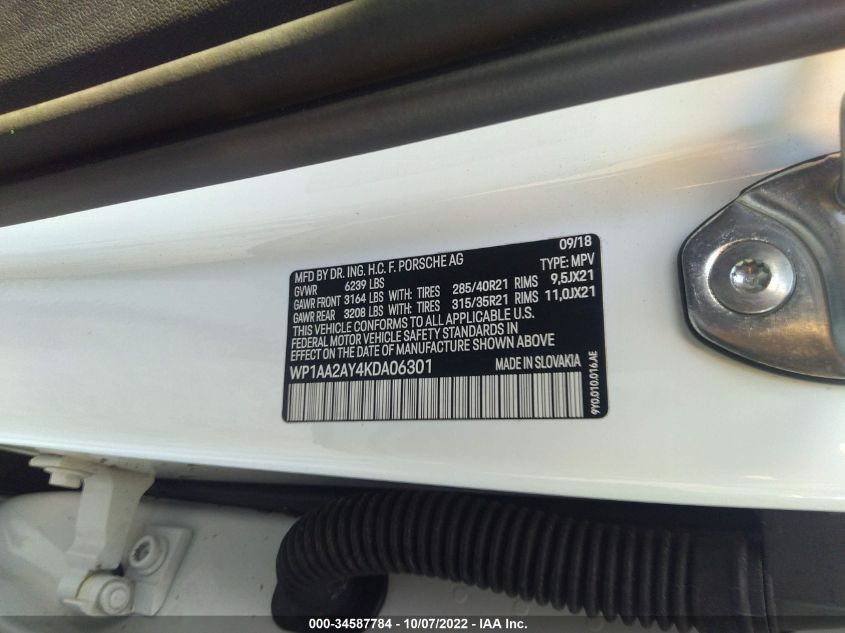 09/18
MFD BY DR. ING. H.C. F. PORSCHE AG TYPE: MPV
GVWR 6239 LBS
GAWR FRONT 3164 LBS WITH: TIRES 285/40R21 RIMS 9,5JX21
GAWR REAR 3208 LBS WITH: TIRES 315/35R21 RIMS 11,0JX21
THIS VEHICLE CONFORMS TO ALL APPLICABLE U.S.
FEDERAL MOTOR VEHICLE SAFETY STANDARDS IN
EFFECT ON THE DATE OF MANUFACTURE SHOWN ABOVE
WP1AA2AY4KDA06301 MADE IN SLOVAKIA
9Y0.010.016.AE
000-34587784 - 10/07/2022 - IAA Inc.